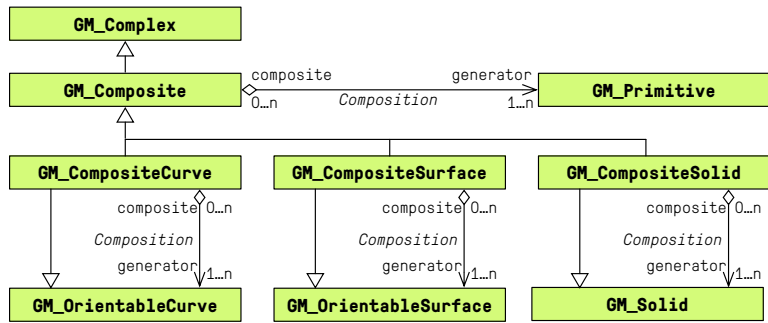 GM_Complex
composite generator
GM_Composite GM_Primitive
0…n Composition 1…n
GM_CompositeCurve GM_CompositeSurface GM_CompositeSolid
composite 0…n composite 0…n composite 0…n
Composition Composition Composition
generator 1…n generator 1…n generator 1…n
GM_OrientableCurve GM_OrientableSurface GM_Solid